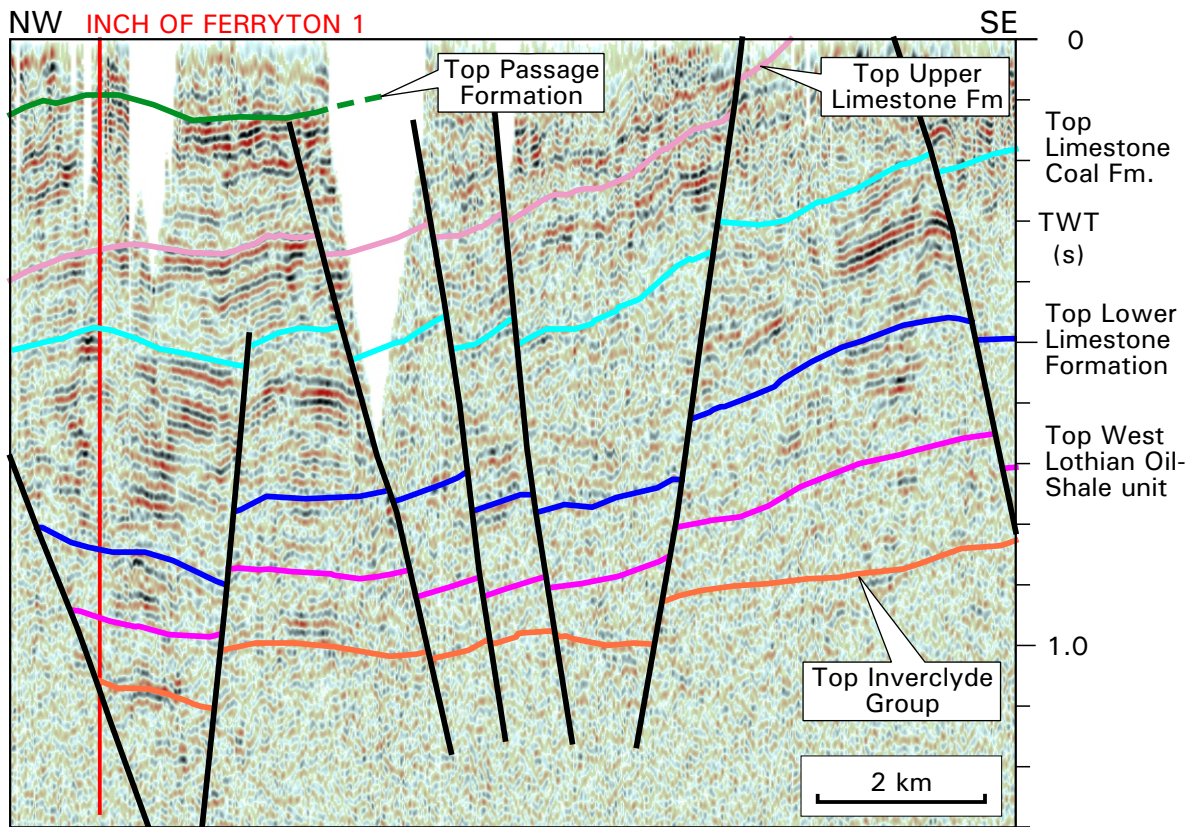 NW INCH OF FERRYTON 1
SE
0
Top Passage
Formation
Top Upper
Limestone Fm
Top
Limestone
Coal Fm.
TWT
(s)
Top Lower
Limestone
Formation
Top West
Lothian Oil-
Shale unit
1.0
Top Inverclyde
Group
2 km